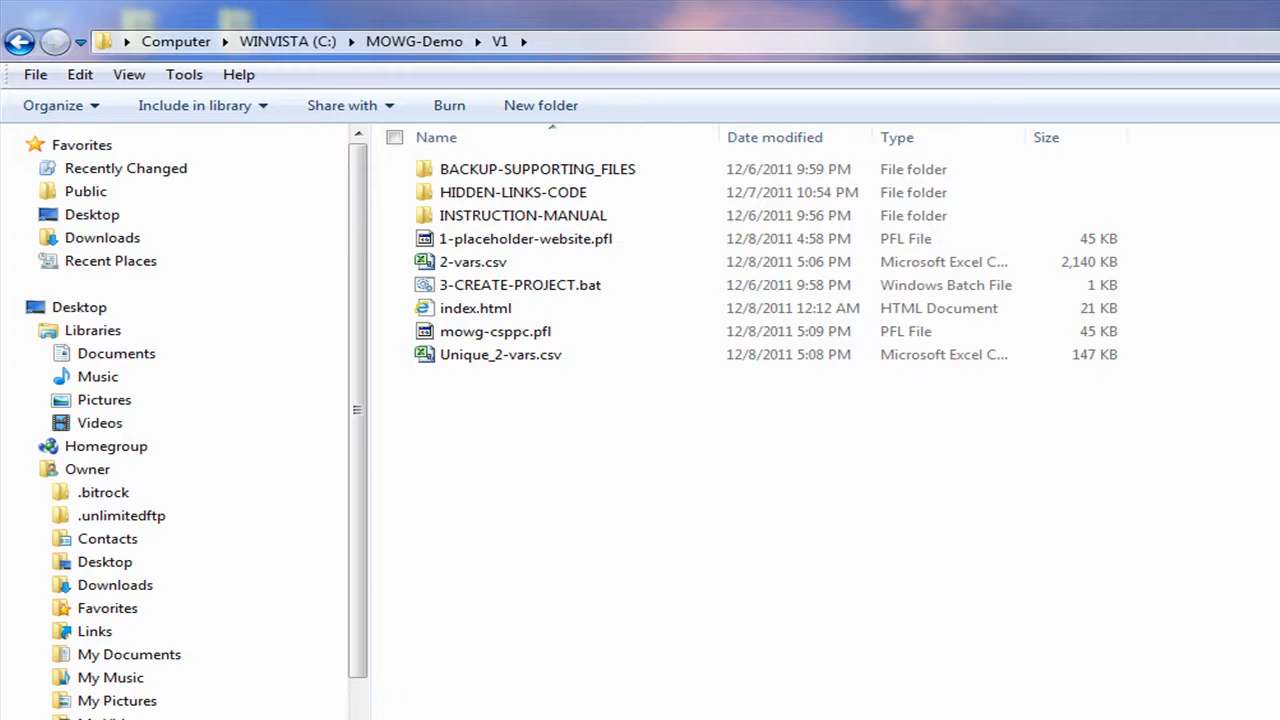 Computer WINVISTA (C:) MOWG-Demo V1
File Edit View Tools Help
Organize Include in library Share with Burn New folder
Name Date modified Type Size
Favorites
Recently Changed
Public
Desktop
Downloads
Recent Places
Desktop
Libraries
Documents
Music
Pictures
Videos
Homegroup
Owner
.bitrock
.unlimitedftp
Contacts
Desktop
Downloads
Favorites
Links
My Documents
My Music
My Pictures
BACKUP-SUPPORTING_FILES 12/6/2011 9:59 PM File folder
HIDDEN-LINKS-CODE 12/7/2011 10:54 PM File folder
INSTRUCTION-MANUAL 12/6/2011 9:56 PM File folder
1-placeholder-website.pfl 12/8/2011 4:58 PM PFL File 45 KB
2-vars.csv 12/8/2011 5:06 PM Microsoft Excel C... 2,140 KB
3-CREATE-PROJECT.bat 12/6/2011 9:58 PM Windows Batch File 1 KB
index.html 12/8/2011 12:12 AM HTML Document 21 KB
mowg-csppc.pfl 12/8/2011 5:09 PM PFL File 45 KB
Unique_2-vars.csv 12/8/2011 5:08 PM Microsoft Excel C... 147 KB